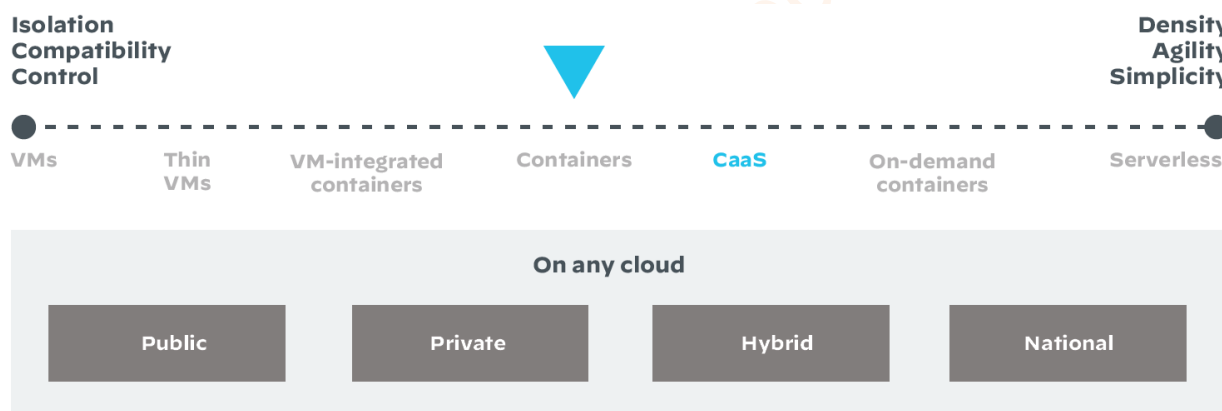 Isolation
Compatibility
Control
Density
Agility
Simplicity
VMs
Thin
VMs
VM-integrated
containers
Containers
CaaS
On-demand
containers
Serverless
On any cloud
Public
Private
Hybrid
National